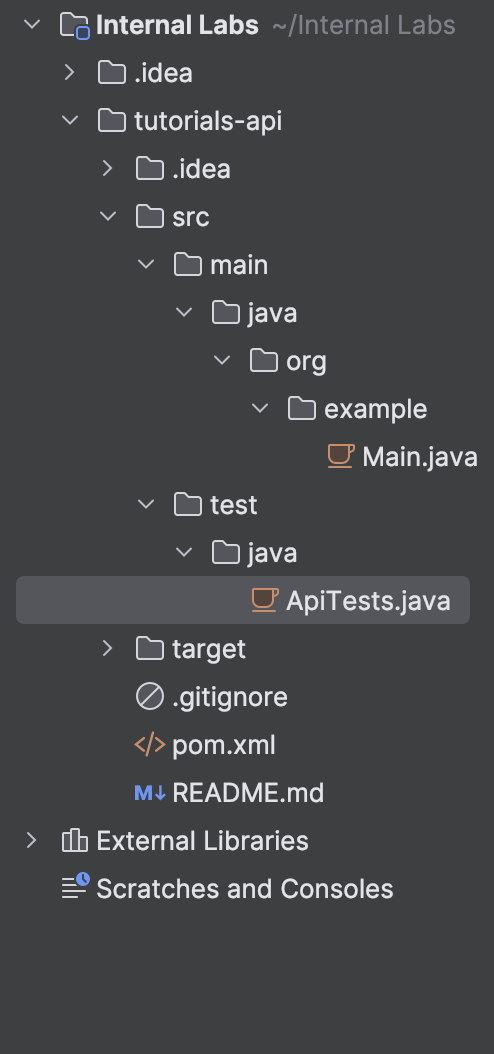 Internal Labs ~/Internal Labs
.idea
tutorials-api
.idea
src
main
java
org
example
Main.java
test
java
ApiTests.java
target
.gitignore
</> pom.xml
M↓ README.md
External Libraries
Scratches and Consoles